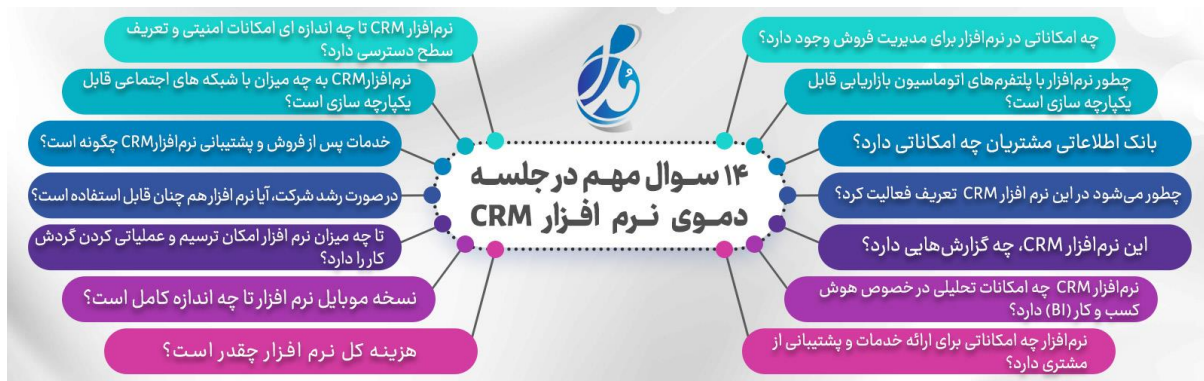 ۱۴ سوال مهم در جلسه
دموی نرم افزار CRM
چه امکاناتی در نرم‌افزار برای مدیریت فروش وجود دارد؟
چطور نرم‌افزار با پلتفرم‌های اتوماسیون بازاریابی قابل
یکپارچه سازی است؟
بانک اطلاعاتی مشتریان چه امکاناتی دارد؟
چطور می‌شود در این نرم افزار CRM تعریف فعالیت کرد؟
این نرم‌افزار CRM، چه گزارش‌هایی دارد؟
نرم‌افزار CRM چه امکانات تحلیلی در خصوص هوش
کسب و کار (BI) دارد؟
نرم‌افزار چه امکاناتی برای ارائه خدمات و پشتیبانی از
مشتری دارد؟
نرم‌افزار CRM تا چه اندازه ای امکانات امنیتی و تعریف
سطح دسترسی دارد؟
نرم‌افزارCRM به چه میزان با شبکه های اجتماعی قابل
یکپارچه سازی است؟
خدمات پس از فروش و پشتیبانی نرم‌افزارCRM چگونه است؟
در صورت رشد شرکت، آیا نرم افزار هم چنان قابل استفاده است؟
تا چه میزان نرم افزار امکان ترسیم و عملیاتی کردن گردش
کار را دارد؟
نسخه موبایل نرم افزار تا چه اندازه کامل است؟
هزینه کل نرم افزار چقدر است؟